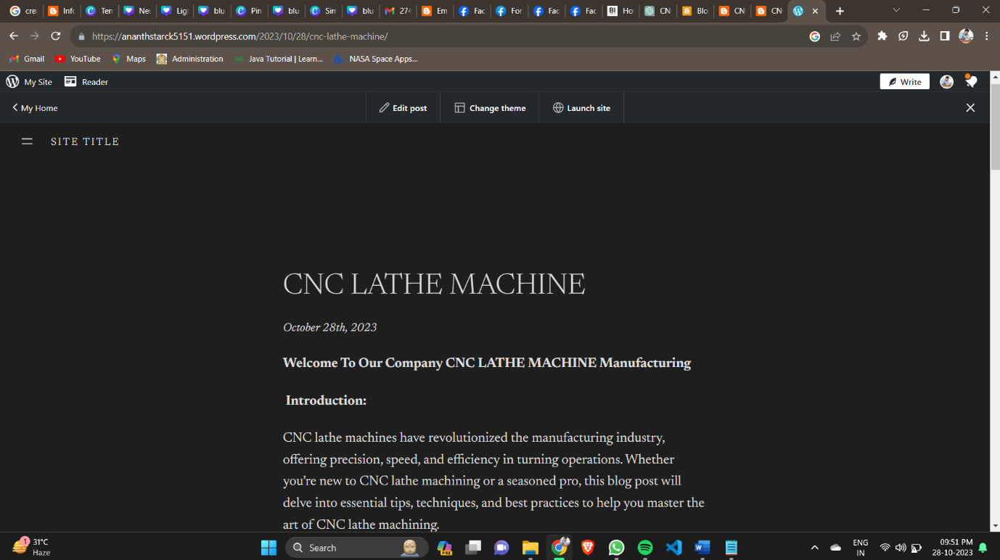 cre
Info
Ten
Ne
Ligl
blu
Pin
blu
Sir
blu
274
Em
Fac
For
Fac
Fac
Ho
CN
Blo
CN
CN
https://ananthstarck5151.wordpress.com/2023/10/28/cnc-lathe-machine/
Gmail YouTube Maps Administration Java Tutorial | Learn... NASA Space Apps...
My Site Reader Write
My Home Edit post Change theme Launch site
SITE TITLE
CNC LATHE MACHINE
October 28th, 2023
Welcome To Our Company CNC LATHE MACHINE Manufacturing
Introduction:
CNC lathe machines have revolutionized the manufacturing industry,
offering precision, speed, and efficiency in turning operations. Whether
you’re new to CNC lathe machining or a seasoned pro, this blog post will
delve into essential tips, techniques, and best practices to help you master the
art of CNC lathe machining.
1
31°C
Haze
Search
PRE
ENG
IN
09:51 PM
28-10-2023